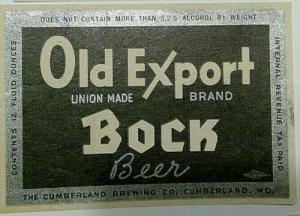 DOES NOT CONTAIN MORE THAN 3.2% ALCOHOL BY WEIGHT
CONTENTS 12 FLUID OUNCES
Old Export
UNION MADE BRAND
Bock
Beer
INTERNAL REVENUE TAX PAID
THE CUMBERLAND BREWING CO., CUMBERLAND, MD.